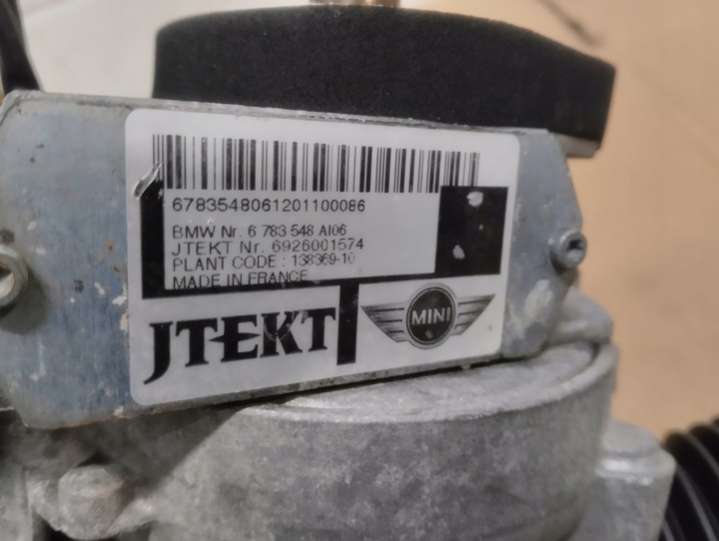 6783548061201100086
BMW Nr. 6 783 548 AI06
JTEKT Nr. 6926001574
PLANT CODE : 138369-10
MADE IN FRANCE
JTEKT
MINI